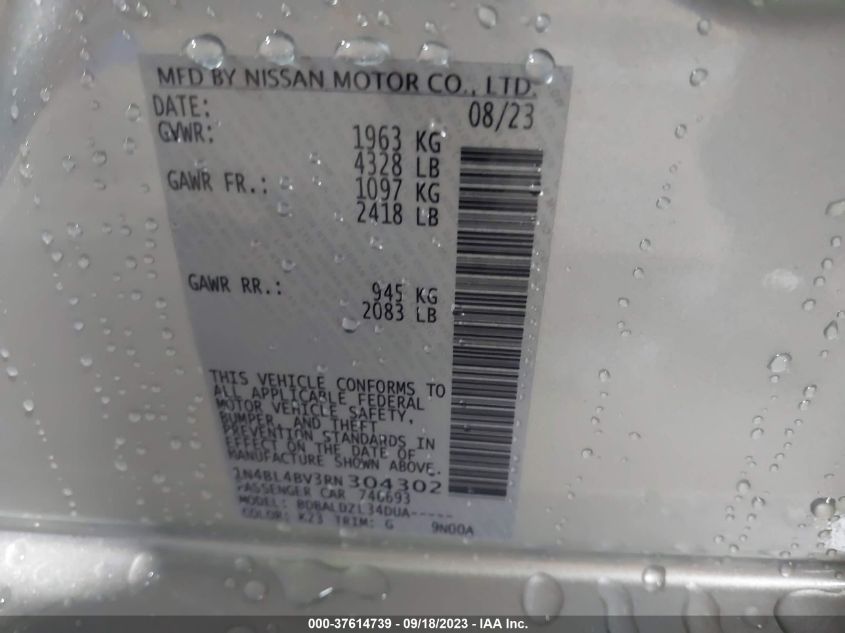 MFD BY NISSAN MOTOR CO., LTD.
DATE: 08/23
GVWR: 1963 KG
4328 LB
GAWR FR.: 1097 KG
2418 LB
GAWR RR.: 945 KG
2083 LB
THIS VEHICLE CONFORMS TO
ALL APPLICABLE FEDERAL
MOTOR VEHICLE SAFETY,
BUMPER, AND THEFT
PREVENTION STANDARDS IN
EFFECT ON THE DATE OF
MANUFACTURE SHOWN ABOVE.
1N4BL4BV3RN304302
PASSENGER CAR 746693
MODEL: BDBALDZL34DUA-----
COLOR: K23 TRIM: G 9N00A
000-37614739 - 09/18/2023 - IAA Inc.